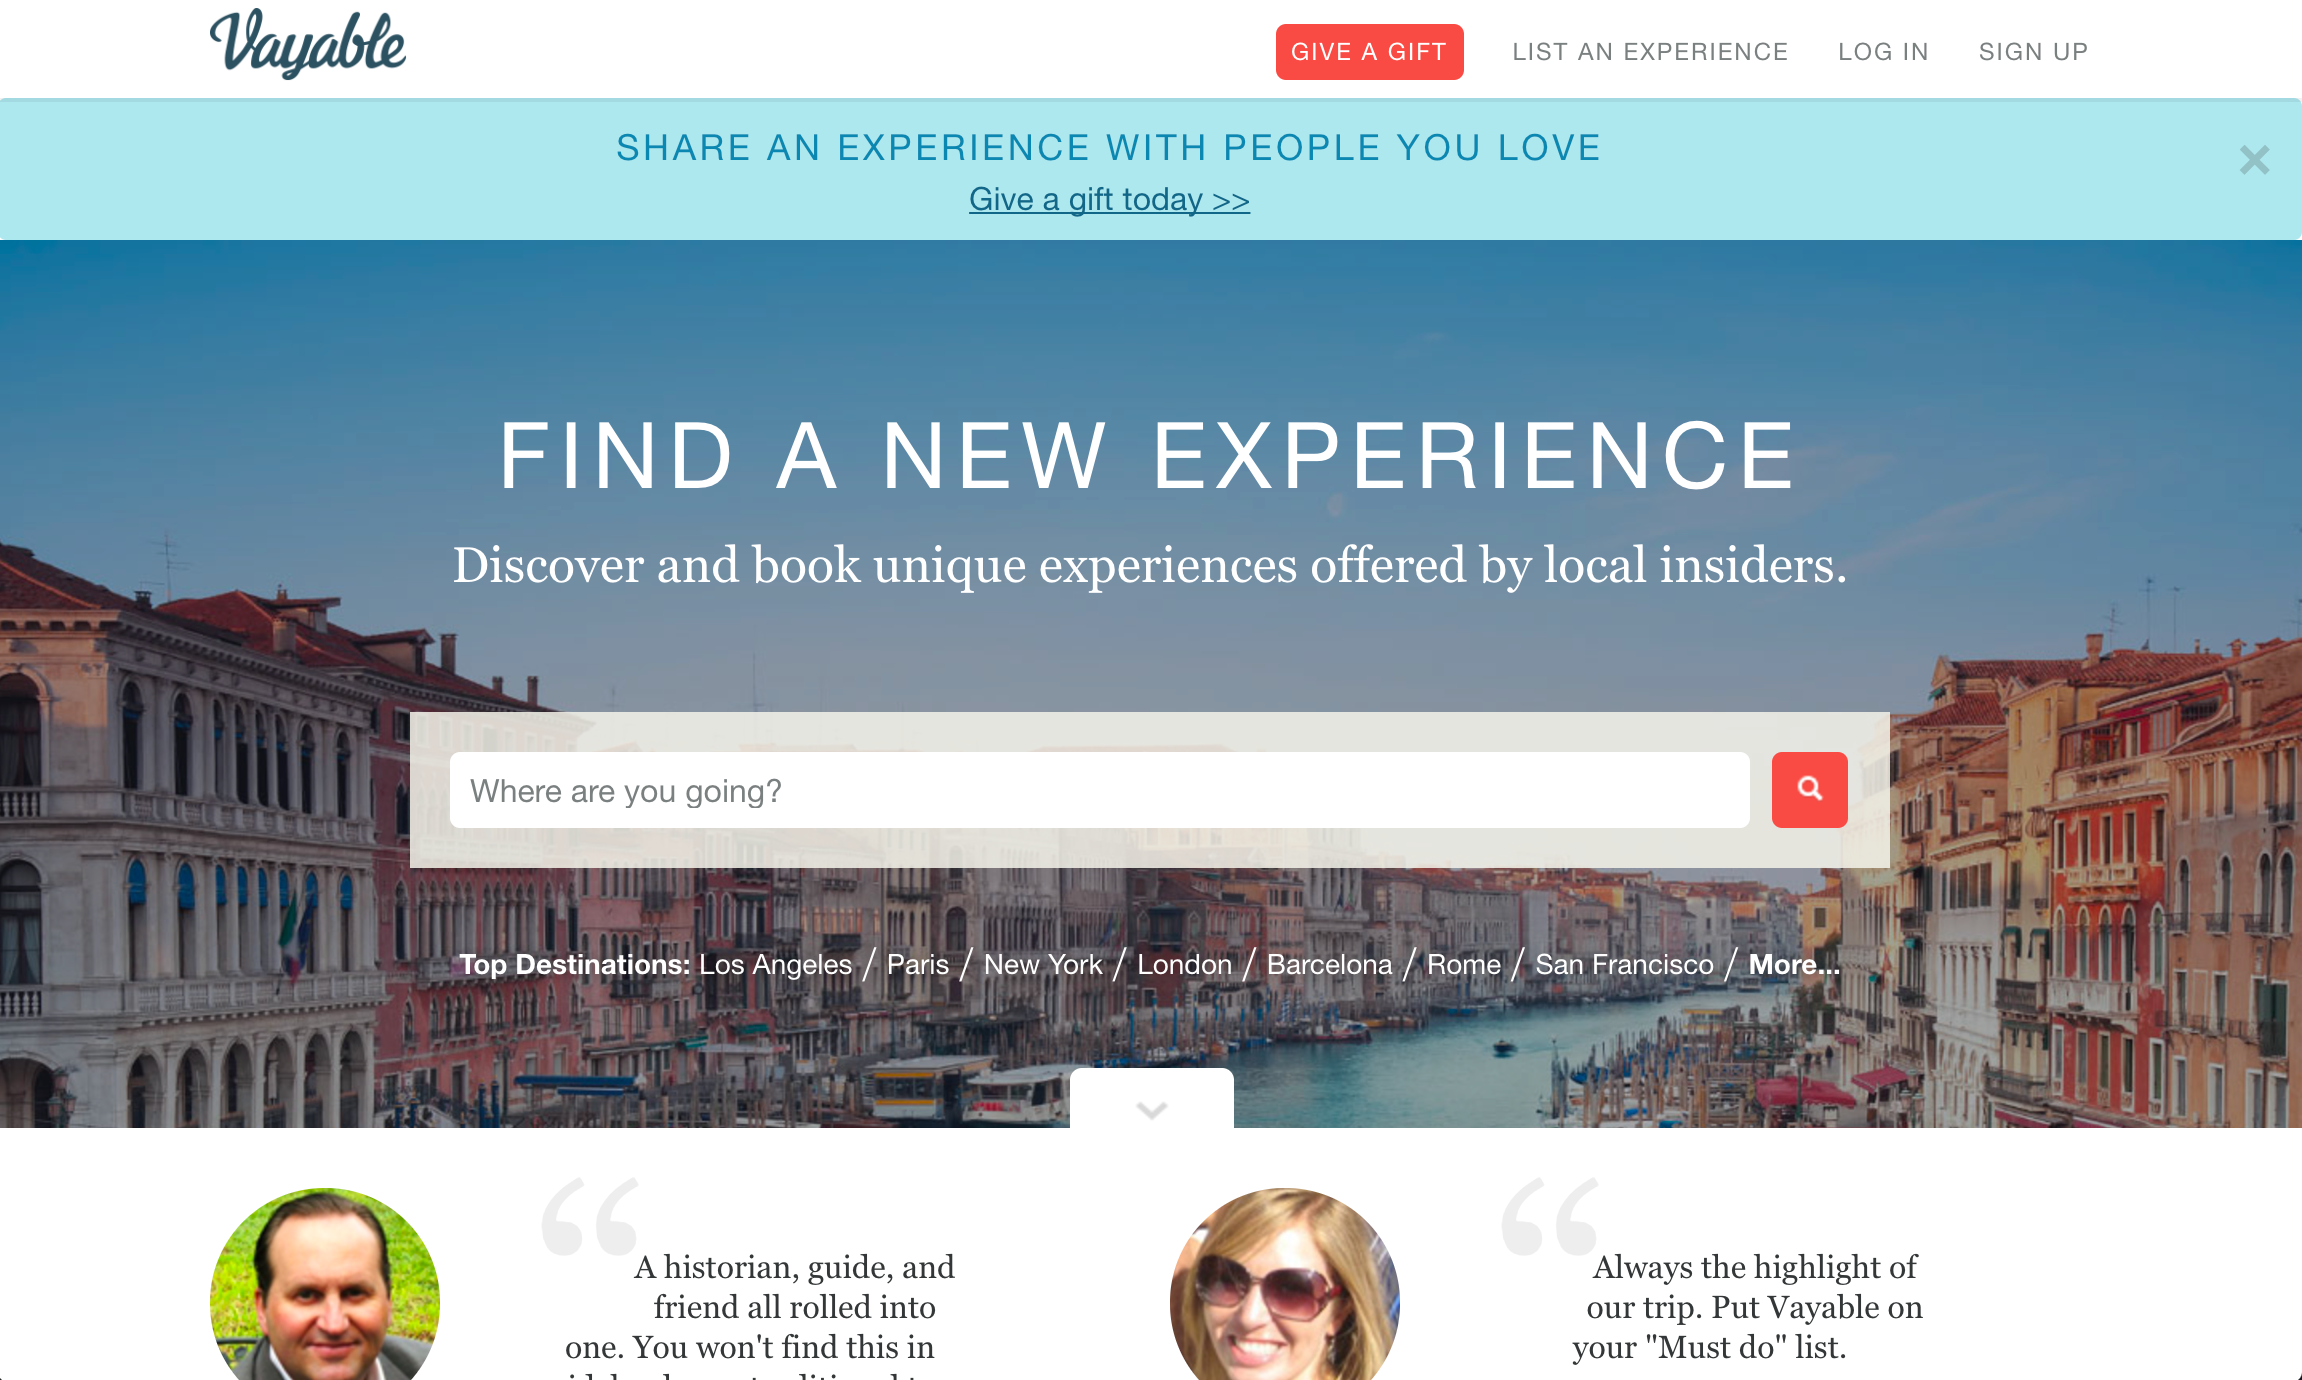 Vayable
GIVE A GIFT
LIST AN EXPERIENCE
LOG IN
SIGN UP
SHARE AN EXPERIENCE WITH PEOPLE YOU LOVE
Give a gift today >>
FIND A NEW EXPERIENCE
Discover and book unique experiences offered by local insiders.
Where are you going?
Top Destinations: Los Angeles / Paris / New York / London / Barcelona / Rome / San Francisco / More...
A historian, guide, and
friend all rolled into
one. You won't find this in
Always the highlight of
our trip. Put Vayable on
your "Must do" list.